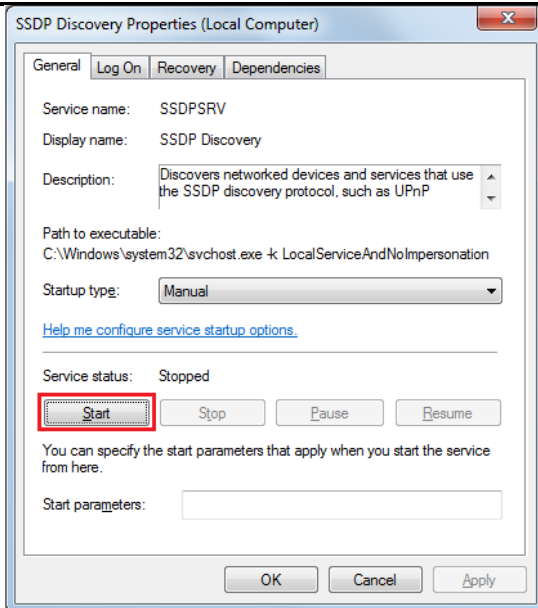 SSDP Discovery Properties (Local Computer)
General Log On Recovery Dependencies
Service name: SSDPSRV
Display name: SSDP Discovery
Description: Discovers networked devices and services that use
the SSDP discovery protocol, such as UPnP
Path to executable:
C:\Windows\system32\svchost.exe -k LocalServiceAndNoImpersonation
Startup type: Manual
Help me configure service startup options.
Service status: Stopped
Start Stop Pause Resume
You can specify the start parameters that apply when you start the service
from here.
Start parameters:
OK Cancel Apply